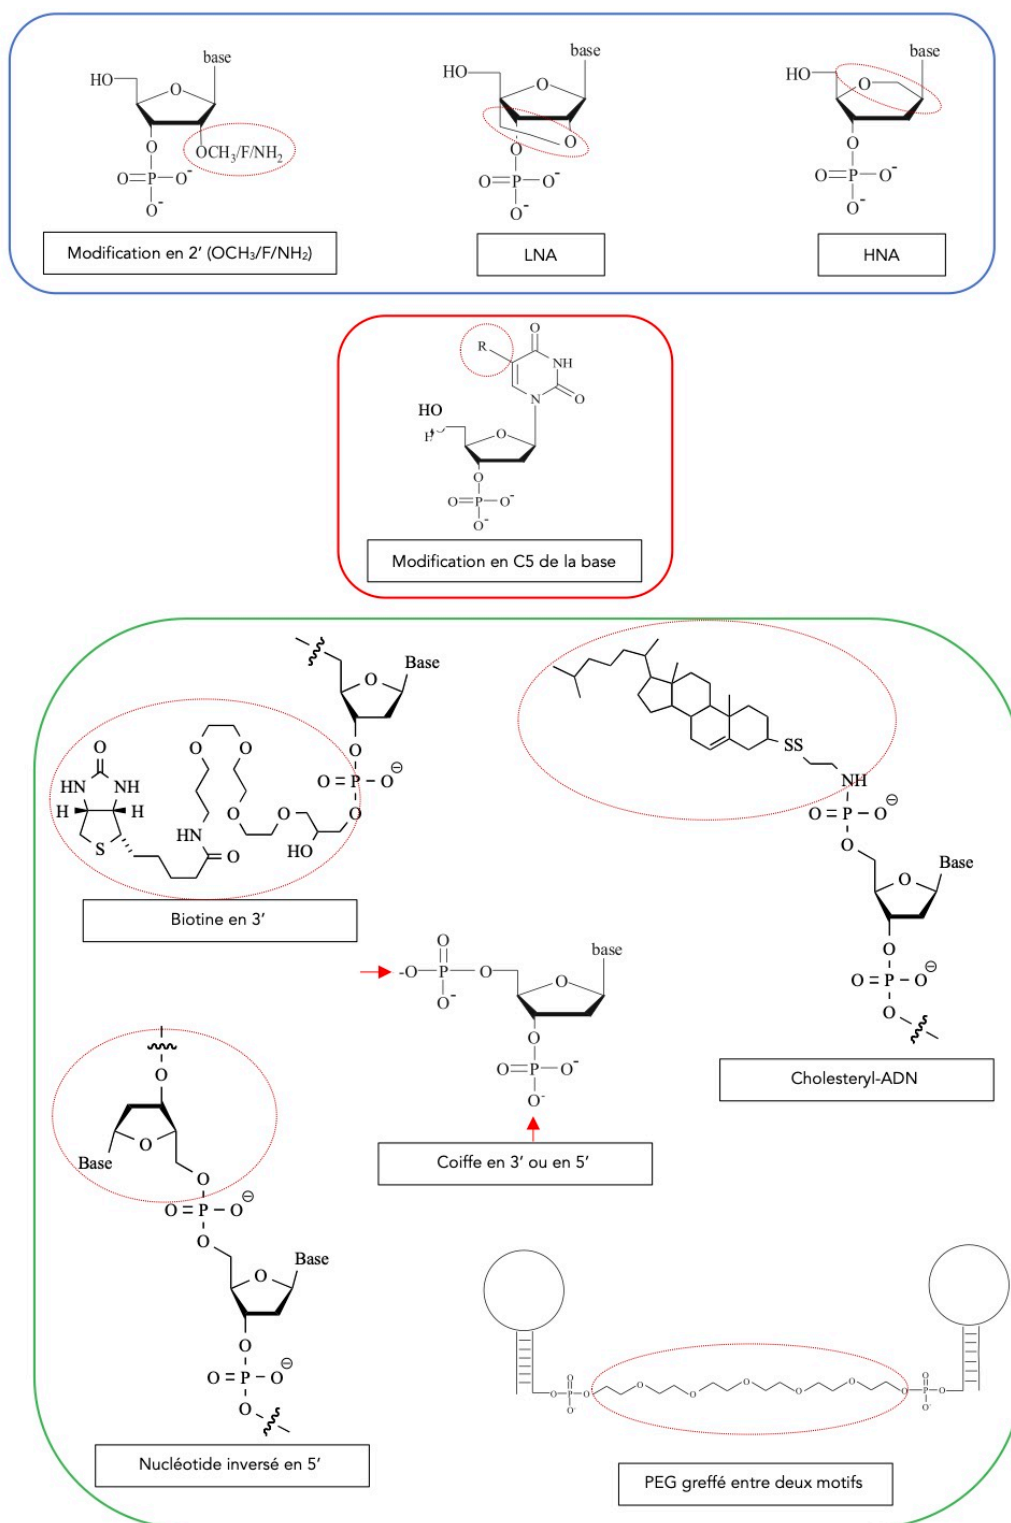 base
HO
O
OCH3/F/NH2
O
O=P–O-
O-
Modification en 2’ (OCH3/F/NH2)
base
HO
O
O
O
O=P–O-
O-
LNA
base
HO
O
O
O=P–O-
O-
HNA
O
R
NH
N
O
HO
O
O
O=P–O-
O-
Modification en C5 de la base
Base
O
O
O=P–O⊖
O
O
O
O
O
HO
HN
O
O
HN
NH
H
H
S
Biotine en 3’
SS
NH
O=P–O⊖
O
Base
O
O
O=P–O⊖
O
Cholesteryl-ADN
O
-O–P–O
O-
base
O
O
O=P–O-
O-
Coiffe en 3’ ou en 5’
O
O
Base
O
O=P–O⊖
O
Base
O
O
O=P–O⊖
O
Nucléotide inversé en 5’
O
O–P–O
O-
O
O
O
O
O
O
O–P–O
O-
PEG greffé entre deux motifs